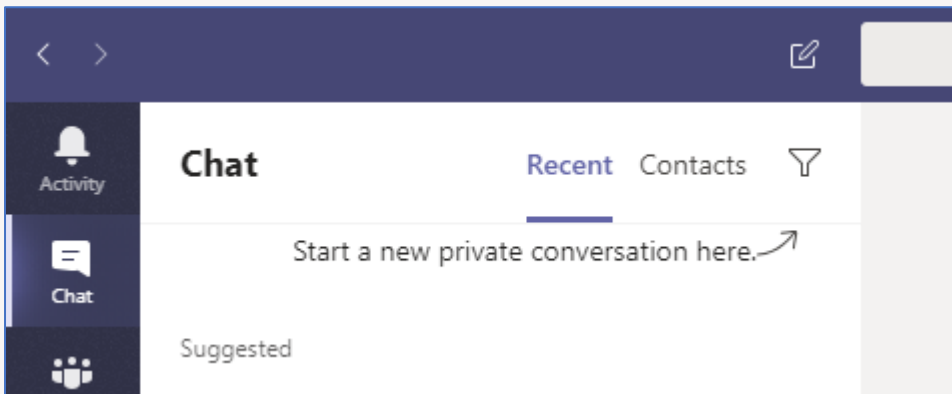 Activity
Chat
Chat
Recent Contacts
Start a new private conversation here.
Suggested